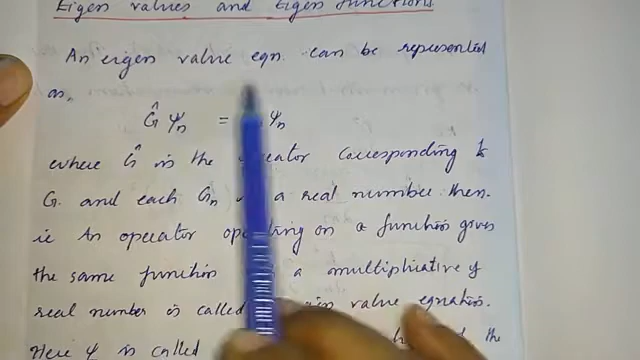 Eigen values and Eigen functions
An eigen value eqn. can be represented
as,
Ĝ ψn = ψn
where Ĝ is the operator corresponding to
G. and each Gn a real number then.
ie An operator operating on a function gives
the same function a multiplicative of
real number is called value equation.
Here ψ is called the